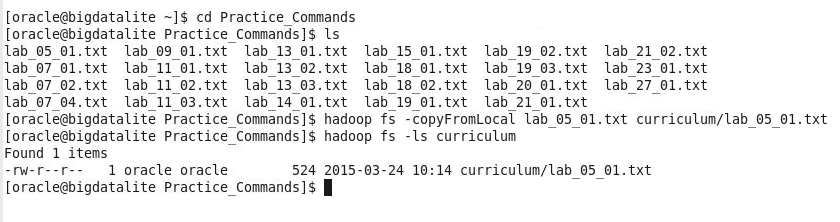 [oracle@bigdatalite ~]$ cd Practice_Commands
[oracle@bigdatalite Practice_Commands]$ ls
lab_05_01.txt  lab_09_01.txt  lab_13_01.txt  lab_15_01.txt  lab_19_02.txt  lab_21_02.txt
lab_07_01.txt  lab_11_01.txt  lab_13_02.txt  lab_18_01.txt  lab_19_03.txt  lab_23_01.txt
lab_07_02.txt  lab_11_02.txt  lab_13_03.txt  lab_18_02.txt  lab_20_01.txt  lab_27_01.txt
lab_07_04.txt  lab_11_03.txt  lab_14_01.txt  lab_19_01.txt  lab_21_01.txt
[oracle@bigdatalite Practice_Commands]$ hadoop fs -copyFromLocal lab_05_01.txt curriculum/lab_05_01.txt
[oracle@bigdatalite Practice_Commands]$ hadoop fs -ls curriculum
Found 1 items
-rw-r--r--   1 oracle oracle        524 2015-03-24 10:14 curriculum/lab_05_01.txt
[oracle@bigdatalite Practice_Commands]$